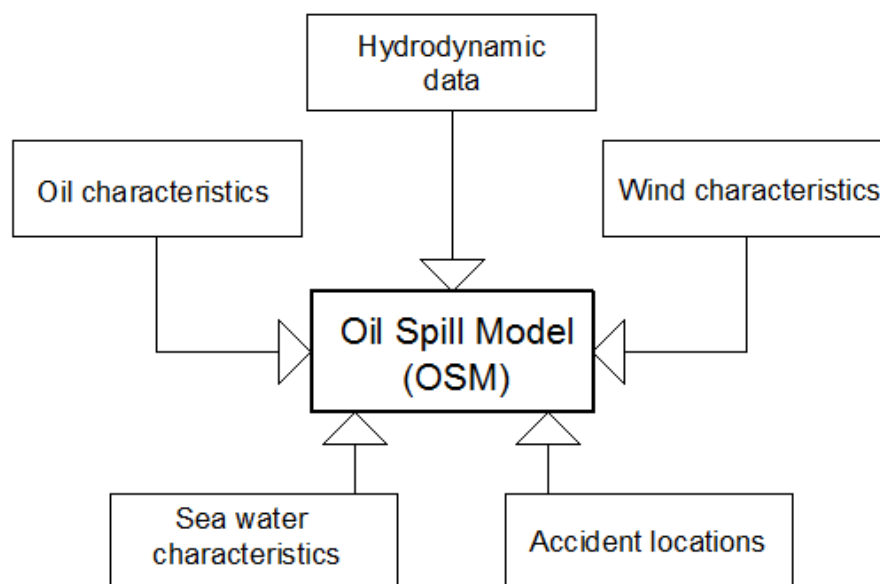 Hydrodynamic
data
Oil characteristics
Wind characteristics
Oil Spill Model
(OSM)
Sea water
characteristics
Accident locations